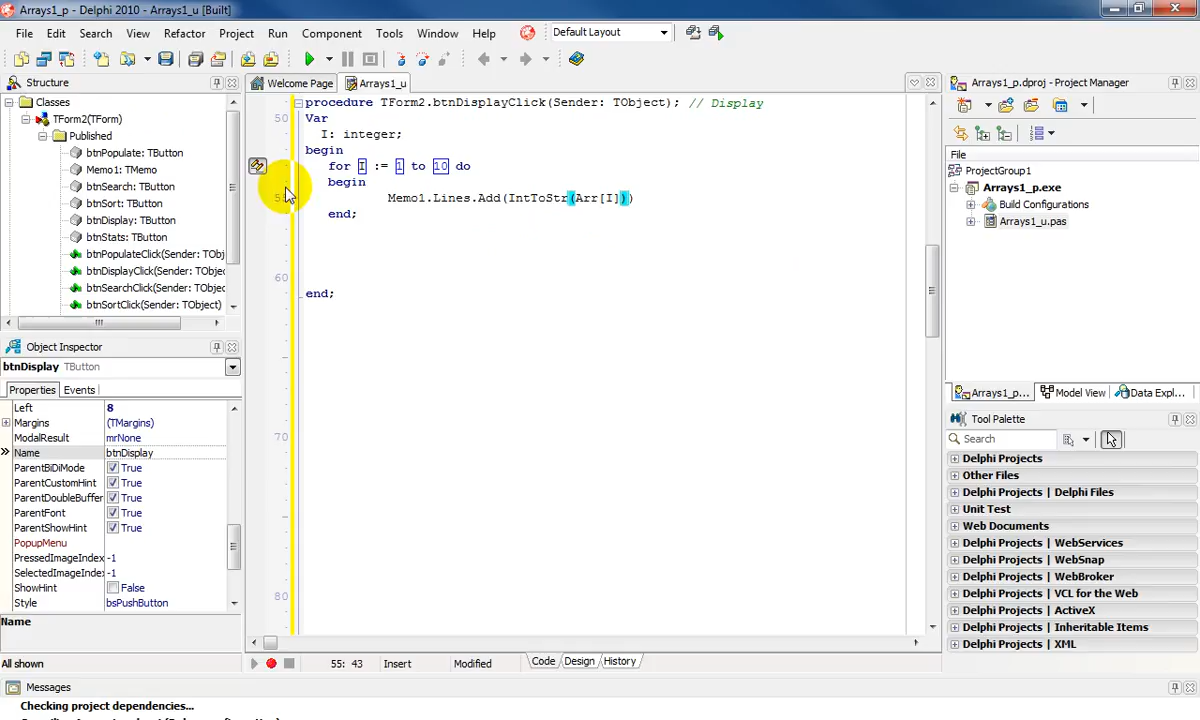 Arrays1_p - Delphi 2010 - Arrays1_u [Built]
File Edit Search View Refactor Project Run Component Tools Window Help
Default Layout
Structure
Classes
TForm2(TForm)
Published
btnPopulate: TButton
Memo1: TMemo
btnSearch: TButton
btnSort: TButton
btnDisplay: TButton
btnStats: TButton
btnPopulateClick(Sender: TObj
btnDisplayClick(Sender: TObjec
btnSearchClick(Sender: TObjec
btnSortClick(Sender: TObject)
Object Inspector
btnDisplay TButton
Properties Events
Left 8
Margins (TMargins)
ModalResult mrNone
Name btnDisplay
ParentBiDiMode True
ParentCustomHint True
ParentDoubleBuffer True
ParentFont True
ParentShowHint True
PopupMenu
PressedImageIndex -1
SelectedImageIndex -1
ShowHint False
Style bsPushButton
Name
All shown
Welcome Page Arrays1_u
procedure TForm2.btnDisplayClick(Sender: TObject); // Display
50 Var
I: integer;
begin
for I := 1 to 10 do
begin
Memo1.Lines.Add(IntToStr(Arr[I]))
end;
60
end;
70
80
55: 43 Insert Modified Code Design History
Arrays1_p.dproj - Project Manager
File
ProjectGroup1
Arrays1_p.exe
Build Configurations
Arrays1_u.pas
Arrays1_p... Model View Data Expl...
Tool Palette
Search
Delphi Projects
Other Files
Delphi Projects | Delphi Files
Unit Test
Web Documents
Delphi Projects | WebServices
Delphi Projects | WebSnap
Delphi Projects | WebBroker
Delphi Projects | VCL for the Web
Delphi Projects | ActiveX
Delphi Projects | Inheritable Items
Delphi Projects | XML
Messages
Checking project dependencies...